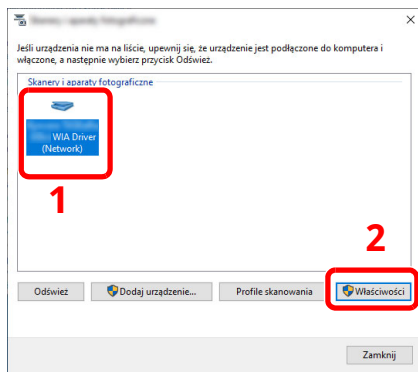 Jeśli urządzenia nie ma na liście, upewnij się, że urządzenie jest podłączone do komputera i
włączone, a następnie wybierz przycisk Odśwież.
Skanery i aparaty fotograficzne
WIA Driver
(Network)
1
2
Odśwież
Dodaj urządzenie...
Profile skanowania
Właściwości
Zamknij